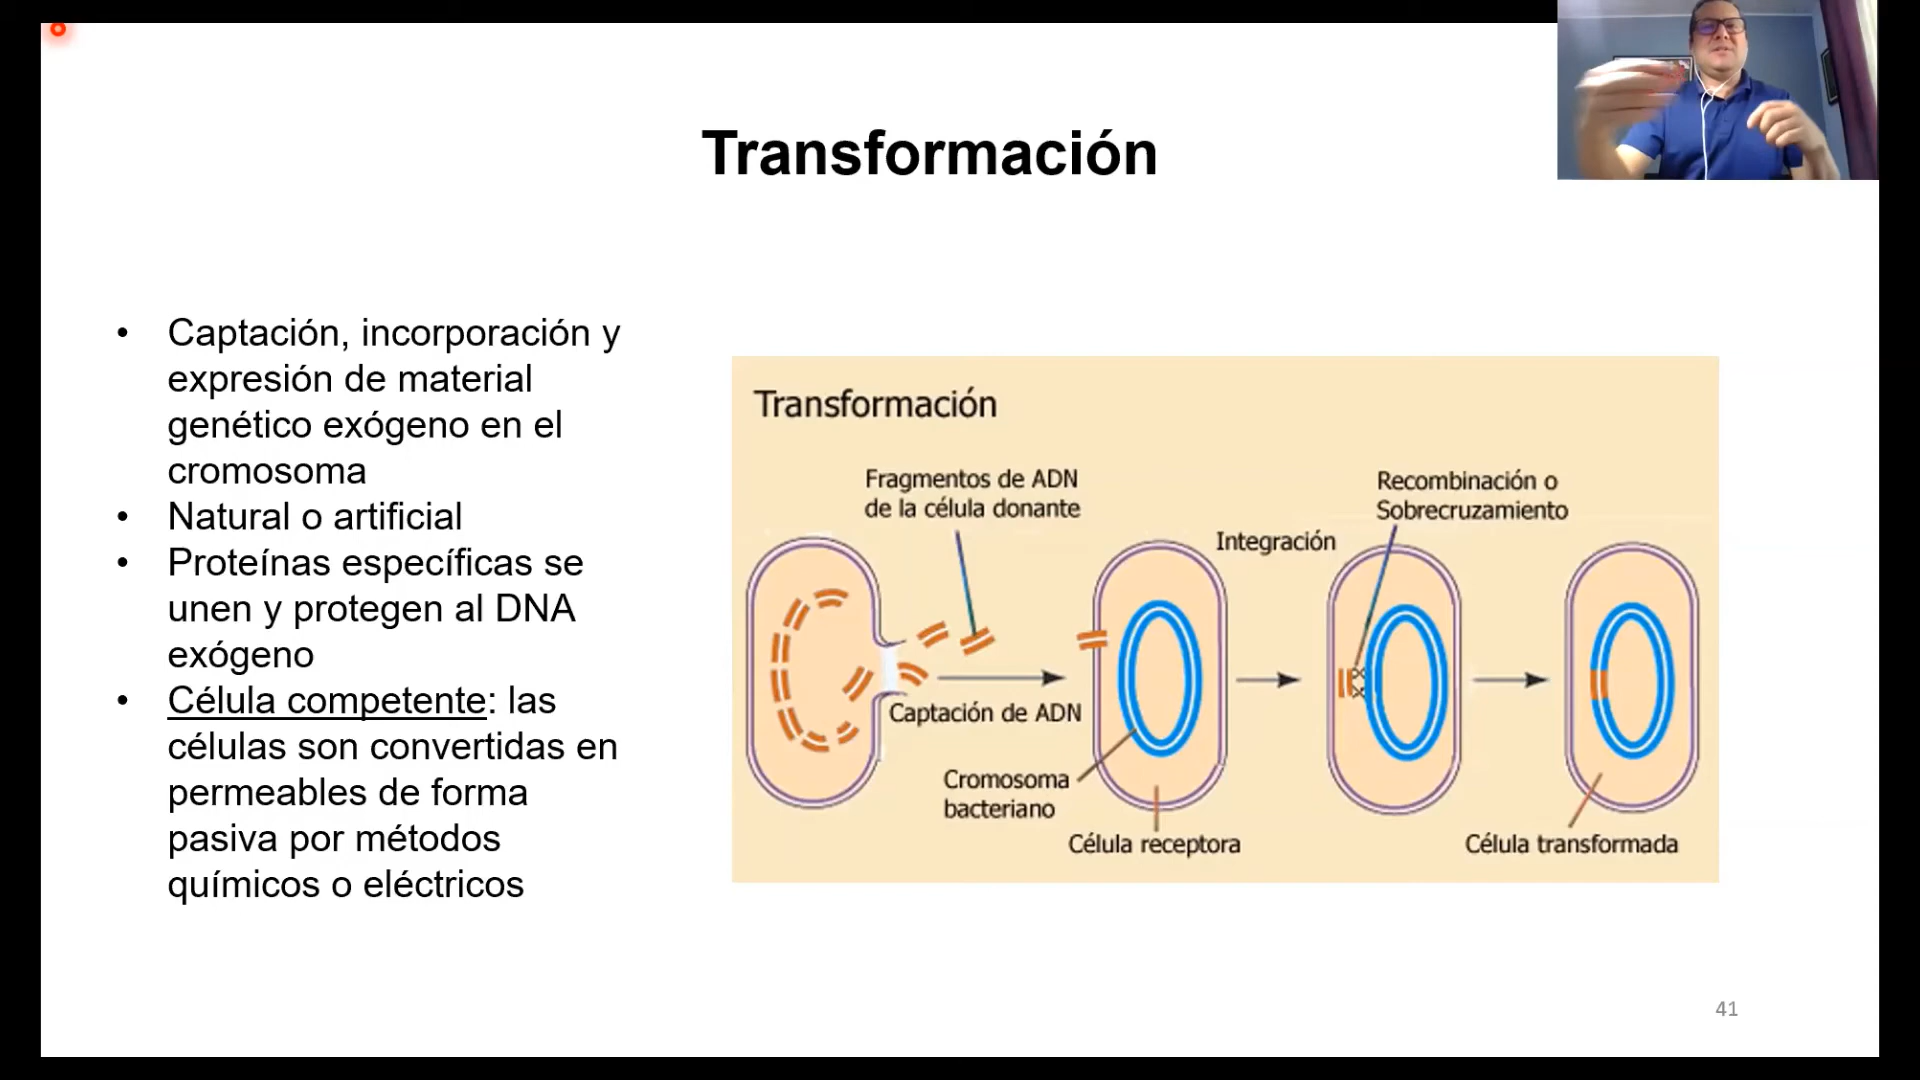 Transformación
• Captación, incorporación y
expresión de material
genético exógeno en el
cromosoma
• Natural o artificial
• Proteínas específicas se
unen y protegen al DNA
exógeno
• Célula competente: las
células son convertidas en
permeables de forma
pasiva por métodos
químicos o eléctricos
Transformación
Fragmentos de ADN
de la célula donante
Recombinación o
Sobrecruzamiento
Integración
Captación de ADN
Cromosoma
bacteriano
Célula receptora
Célula transformada
41